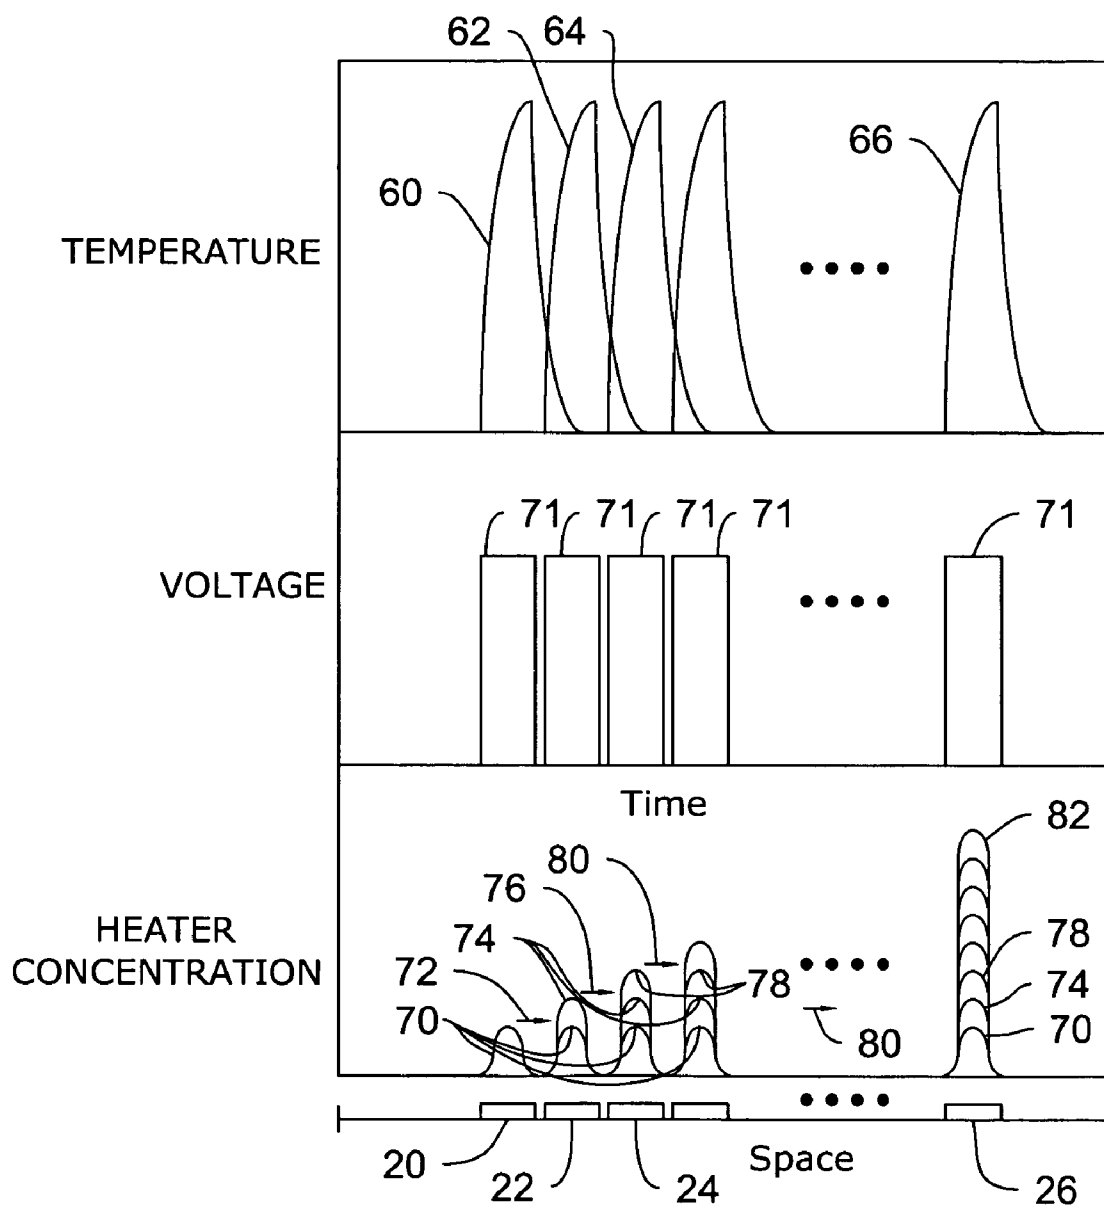 62 64
66
60
TEMPERATURE
71 71 71 71 71
VOLTAGE
Time
82
80
76
HEATER
CONCENTRATION
74
78
78
72
74
70
70
80
20
22
24
Space
26